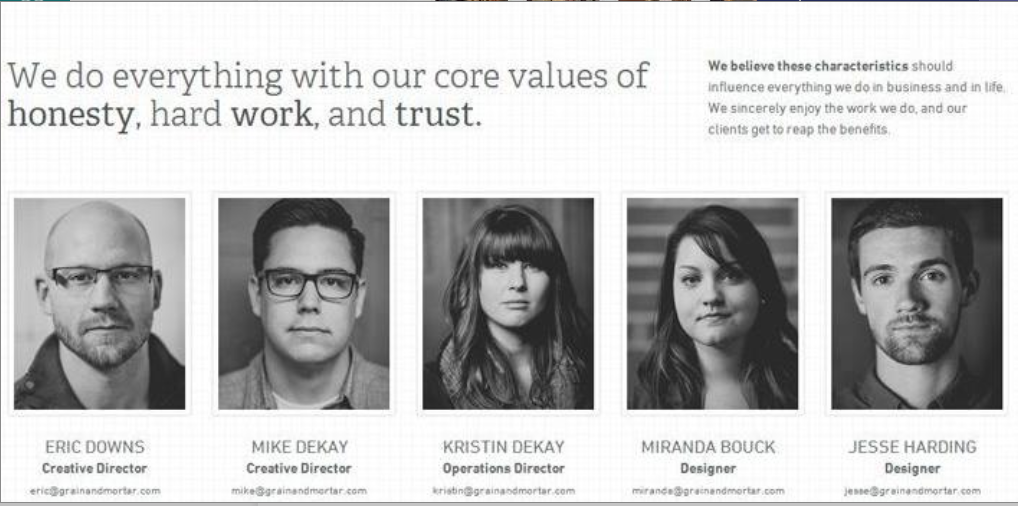 We do everything with our core values of
honesty, hard work, and trust.
We believe these characteristics should
influence everything we do in business and in life.
We sincerely enjoy the work we do, and our
clients get to reap the benefits.
ERIC DOWNS
Creative Director
eric@grainandmortar.com
MIKE DEKAY
Creative Director
mike@grainandmortar.com
KRISTIN DEKAY
Operations Director
kristin@grainandmortar.com
MIRANDA BOUCK
Designer
miranda@grainandmortar.com
JESSE HARDING
Designer
jesse@grainandmortar.com